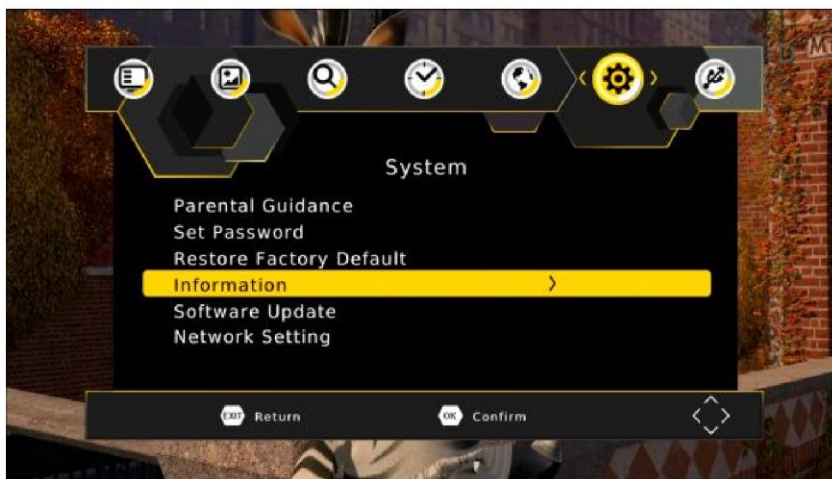 System
Parental Guidance
Set Password
Restore Factory Default
Information >
Software Update
Network Setting
EXIT Return OK Confirm